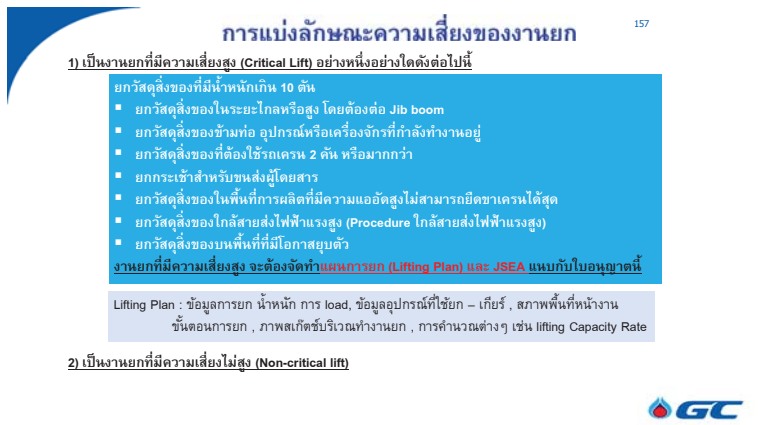 การแบ่งลักษณะความเสี่ยงของงานยก
157
1) เป็นงานยกที่มีความเสี่ยงสูง (Critical Lift) อย่างหนึ่งอย่างใดดังต่อไปนี้
ยกวัสดุสิ่งของที่มีน้ำหนักเกิน 10 ตัน
▪ ยกวัสดุสิ่งของในระยะไกลหรือสูง โดยต้องต่อ Jib boom
▪ ยกวัสดุสิ่งของข้ามท่อ อุปกรณ์หรือเครื่องจักรที่กำลังทำงานอยู่
▪ ยกวัสดุสิ่งของที่ต้องใช้รถเครน 2 คัน หรือมากกว่า
▪ ยกกระเช้าสำหรับขนส่งผู้โดยสาร
▪ ยกวัสดุสิ่งของในพื้นที่การผลิตที่มีความแออัดสูงไม่สามารถยืดขาเครนได้สุด
▪ ยกวัสดุสิ่งของใกล้สายส่งไฟฟ้าแรงสูง (Procedure ใกล้สายส่งไฟฟ้าแรงสูง)
▪ ยกวัสดุสิ่งของบนพื้นที่ที่มีโอกาสยุบตัว
งานยกที่มีความเสี่ยงสูง จะต้องจัดทำแผนการยก (Lifting Plan) และ JSEA แนบกับใบอนุญาตนี้
Lifting Plan : ข้อมูลการยก น้ำหนัก การ load, ข้อมูลอุปกรณ์ที่ใช้ยก – เกียร์ , สภาพพื้นที่หน้างาน
ขั้นตอนการยก , ภาพสเก๊ตช์บริเวณทำงานยก , การคำนวณต่างๆ เช่น lifting Capacity Rate
2) เป็นงานยกที่มีความเสี่ยงไม่สูง (Non-critical lift)
GC